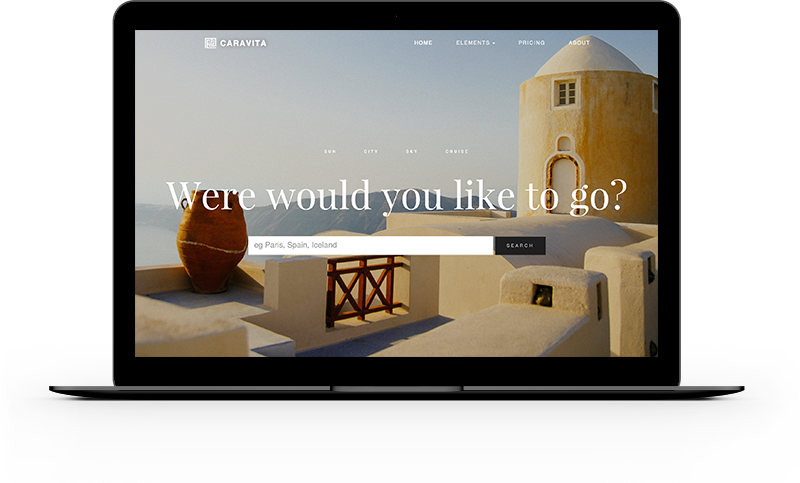 CARAVITA HOME ELEMENTS PRICING ABOUT
SUN CITY SKY CRUISE
Were would you like to go?
eg Paris, Spain, Iceland SEARCH